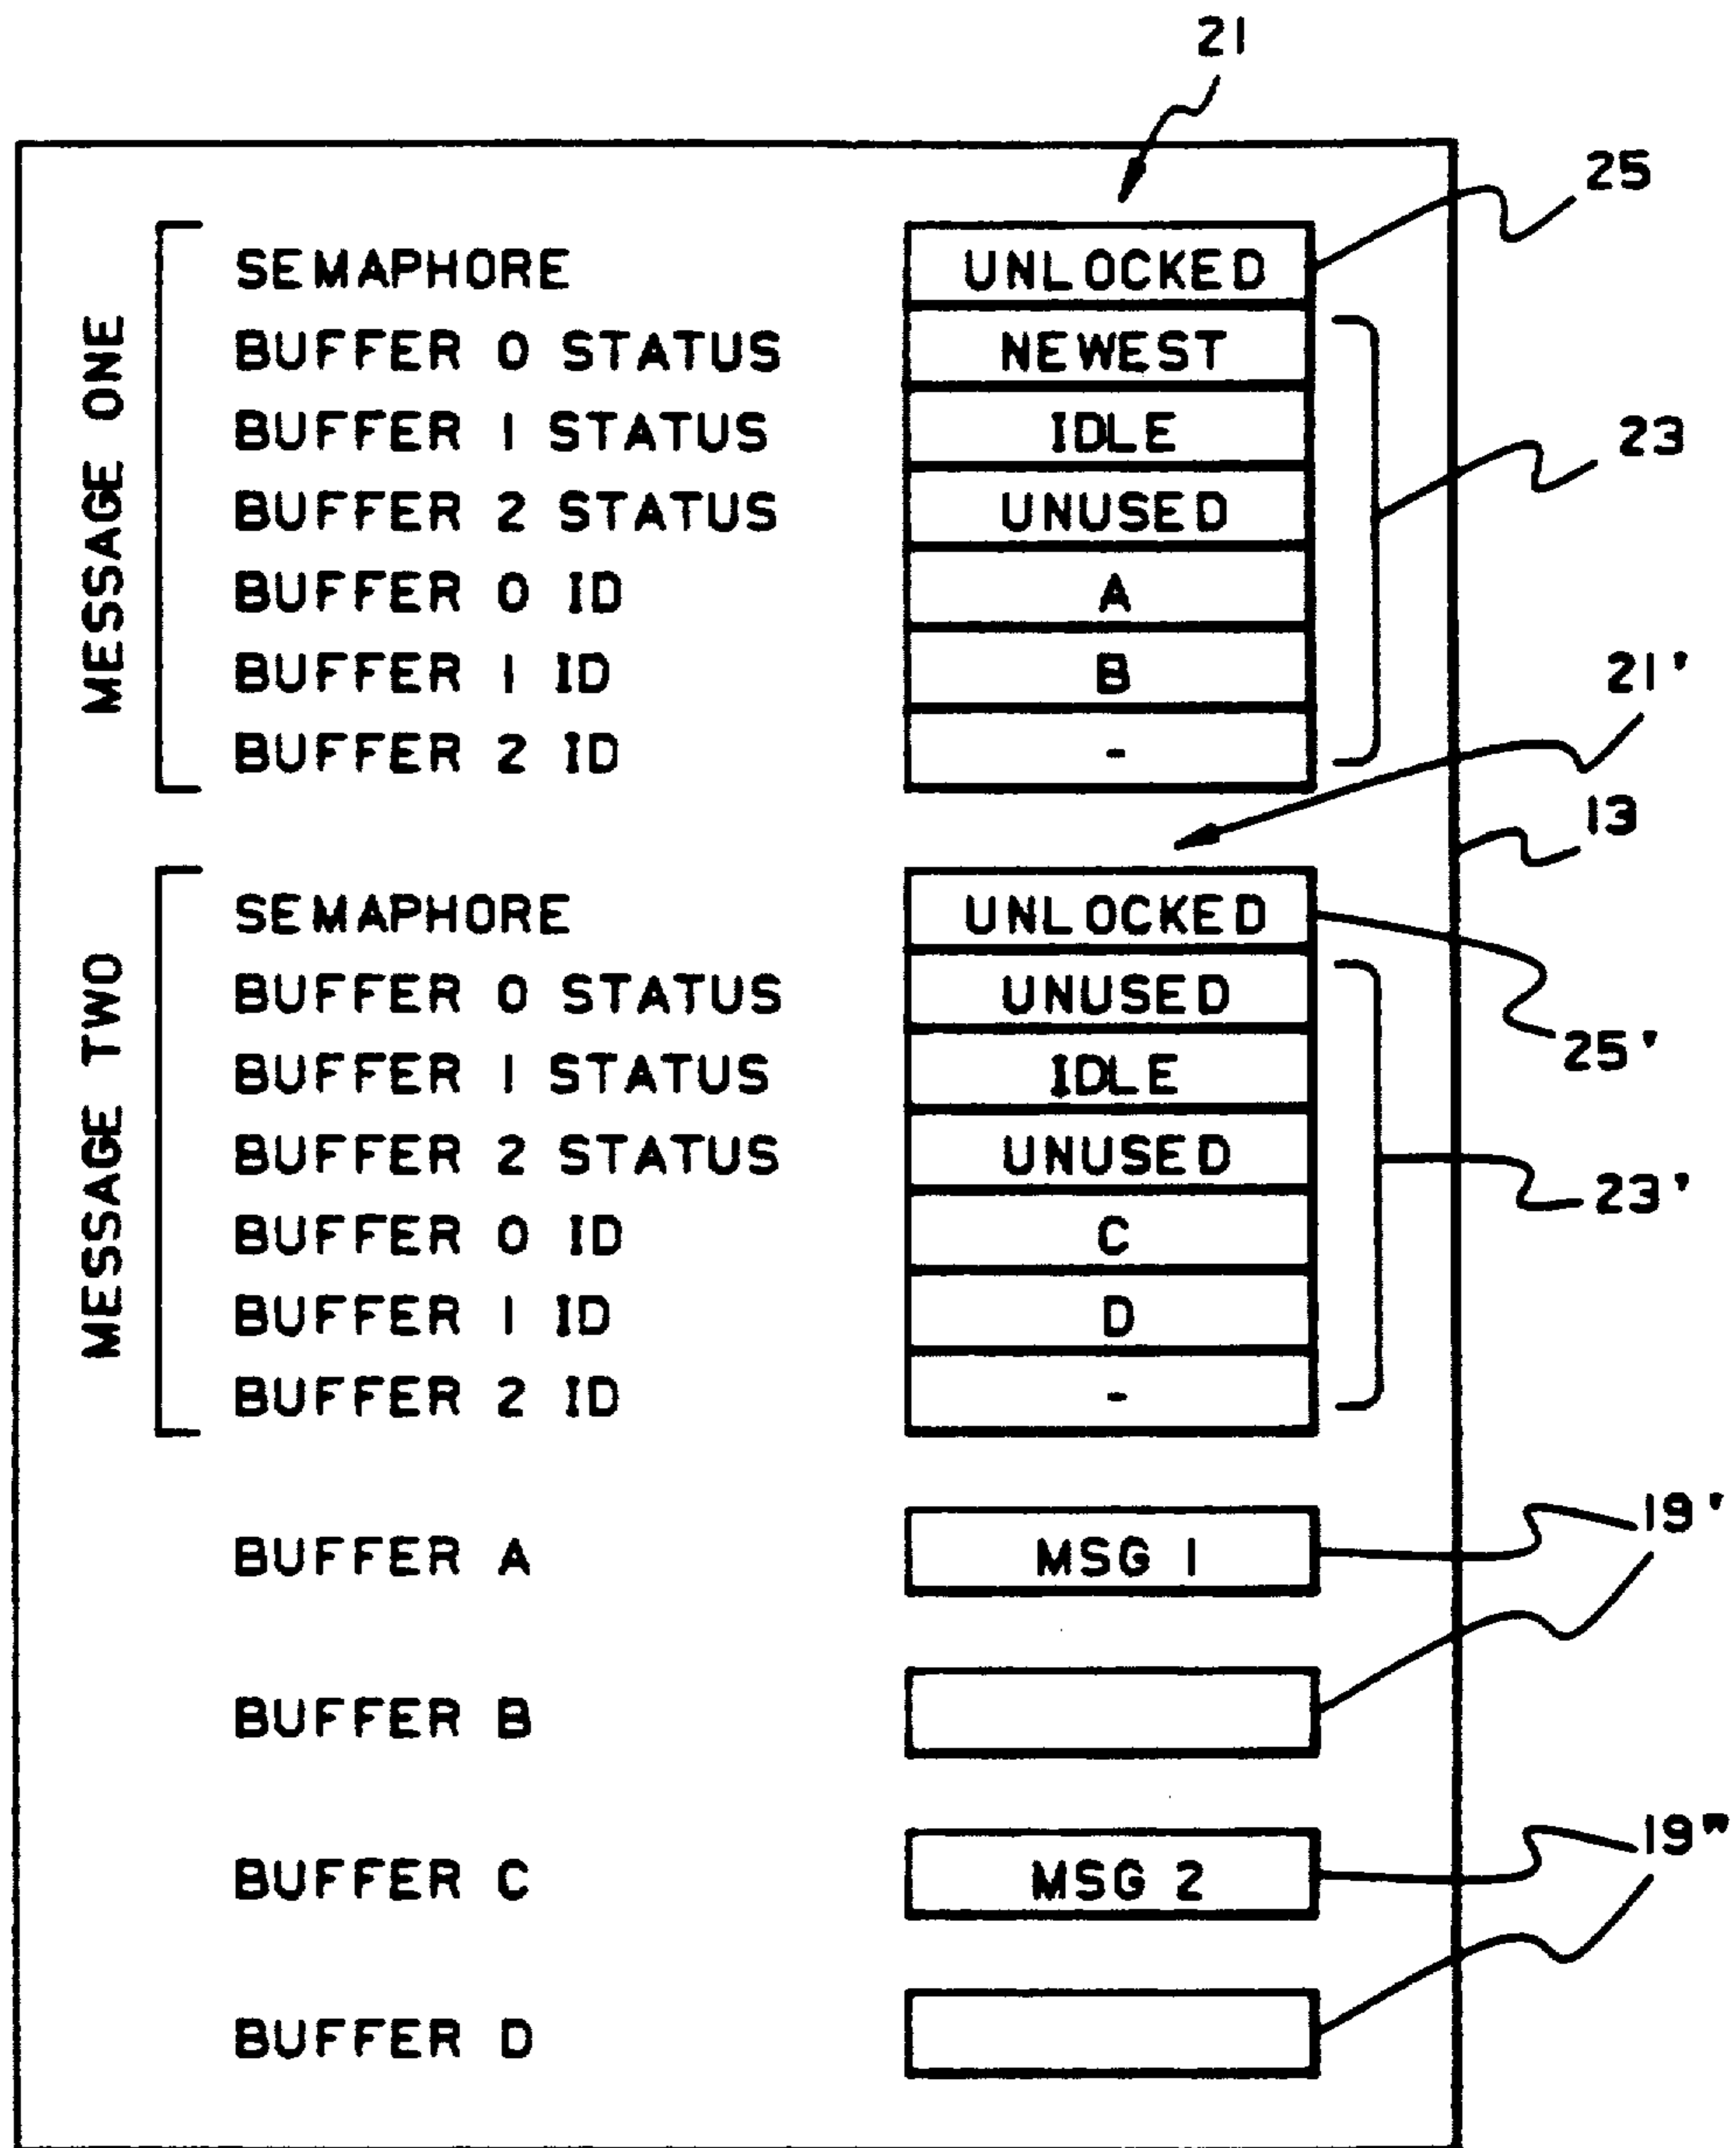 21
25
MESSAGE ONE
SEMAPHORE UNLOCKED
BUFFER 0 STATUS NEWEST
BUFFER 1 STATUS IDLE
BUFFER 2 STATUS UNUSED
BUFFER 0 ID A
BUFFER 1 ID B
BUFFER 2 ID -
23
21'
13
MESSAGE TWO
SEMAPHORE UNLOCKED
BUFFER 0 STATUS UNUSED
BUFFER 1 STATUS IDLE
BUFFER 2 STATUS UNUSED
BUFFER 0 ID C
BUFFER 1 ID D
BUFFER 2 ID -
25'
23'
BUFFER A MSG 1
19'
BUFFER B
BUFFER C MSG 2
19"
BUFFER D